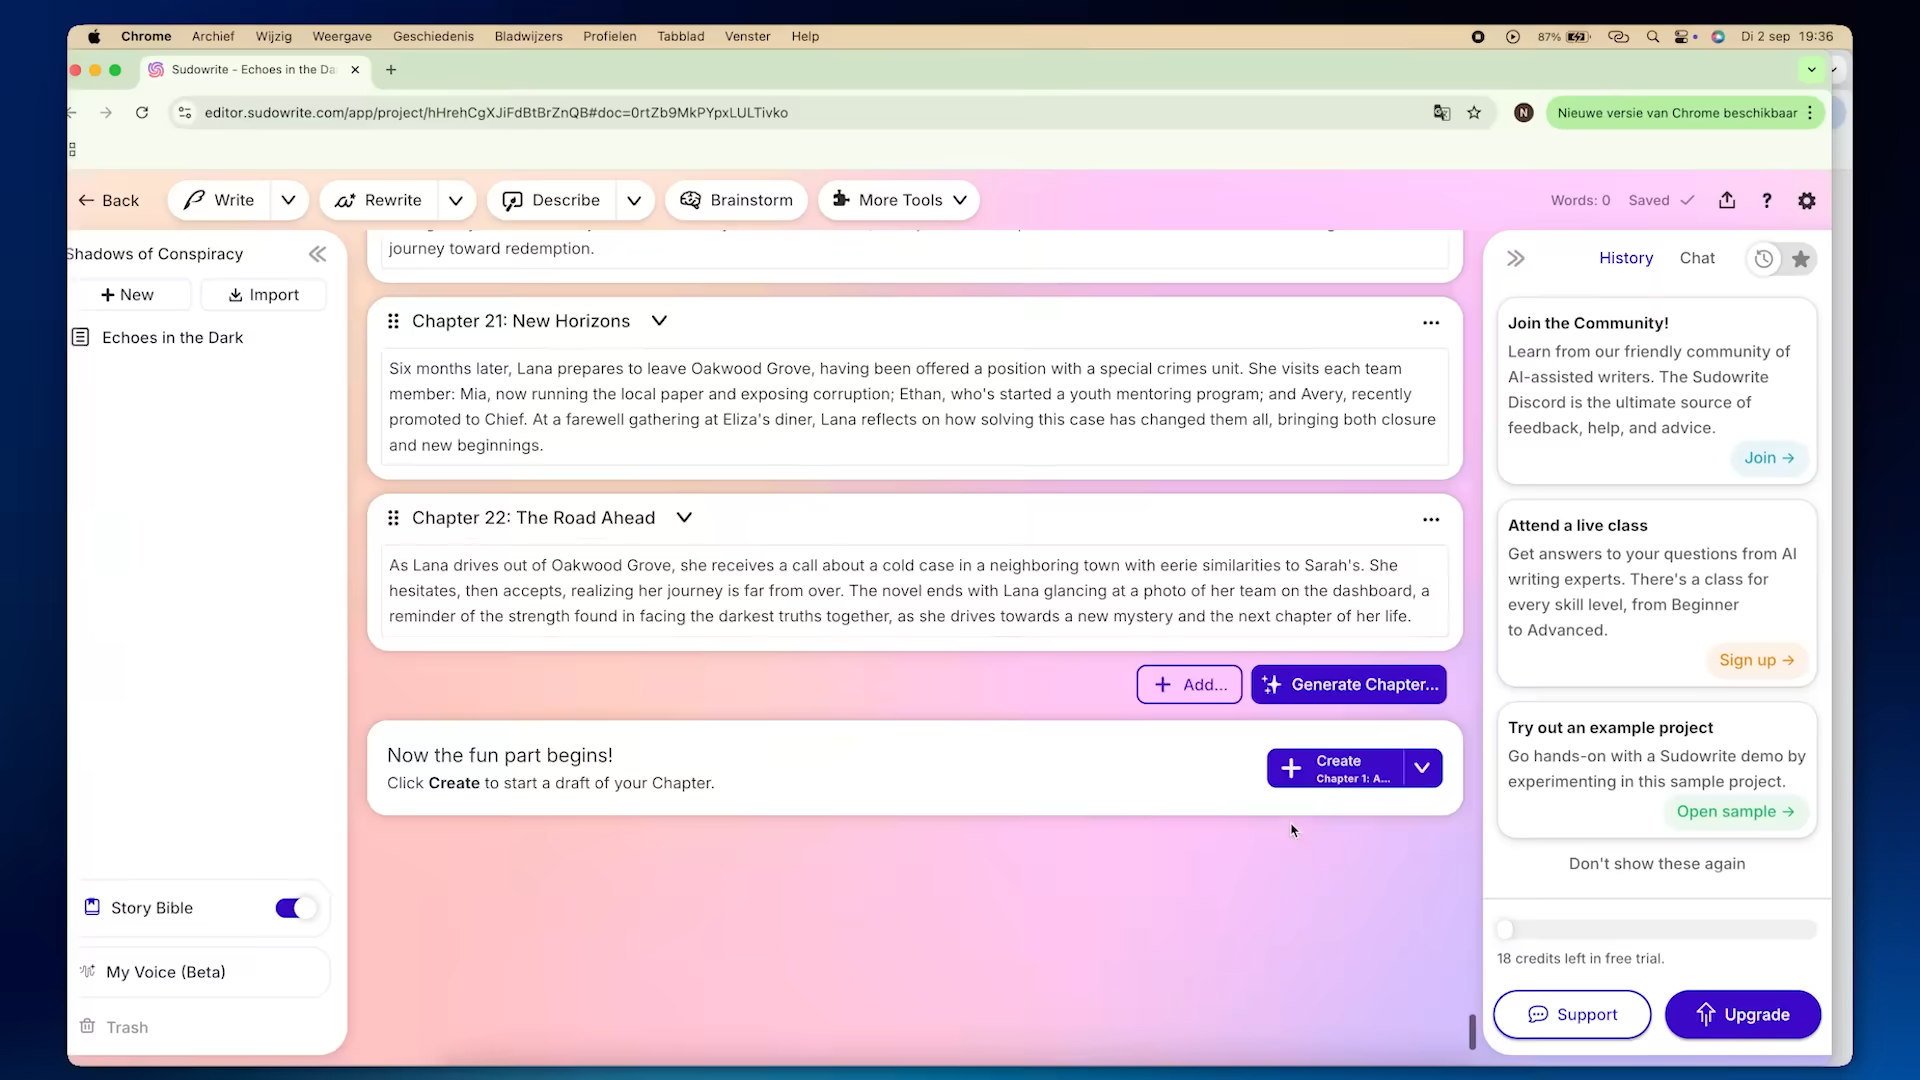 Chrome Archief Wijzig Weergave Geschiedenis Bladwijzers Profielen Tabblad Venster Help 87% Di 2 sep 19:36
Sudowrite - Echoes in the Da
editor.sudowrite.com/app/project/hHrehCgXJiFdBtBrZnQB#doc=0rtZb9MkPYpxLULTivko N Nieuwe versie van Chrome beschikbaar
Back Write Rewrite Describe Brainstorm More Tools Words: 0 Saved ?
Shadows of Conspiracy
New Import
Echoes in the Dark
Story Bible
My Voice (Beta)
Trash
journey toward redemption.
Chapter 21: New Horizons
Six months later, Lana prepares to leave Oakwood Grove, having been offered a position with a special crimes unit. She visits each team
member: Mia, now running the local paper and exposing corruption; Ethan, who's started a youth mentoring program; and Avery, recently
promoted to Chief. At a farewell gathering at Eliza's diner, Lana reflects on how solving this case has changed them all, bringing both closure
and new beginnings.
Chapter 22: The Road Ahead
As Lana drives out of Oakwood Grove, she receives a call about a cold case in a neighboring town with eerie similarities to Sarah's. She
hesitates, then accepts, realizing her journey is far from over. The novel ends with Lana glancing at a photo of her team on the dashboard, a
reminder of the strength found in facing the darkest truths together, as she drives towards a new mystery and the next chapter of her life.
Add... Generate Chapter...
Now the fun part begins!
Click Create to start a draft of your Chapter.
Create
Chapter 1: A...
History Chat
Join the Community!
Learn from our friendly community of
AI-assisted writers. The Sudowrite
Discord is the ultimate source of
feedback, help, and advice.
Join →
Attend a live class
Get answers to your questions from AI
writing experts. There's a class for
every skill level, from Beginner
to Advanced.
Sign up →
Try out an example project
Go hands-on with a Sudowrite demo by
experimenting in this sample project.
Open sample →
Don't show these again
18 credits left in free trial.
Support Upgrade